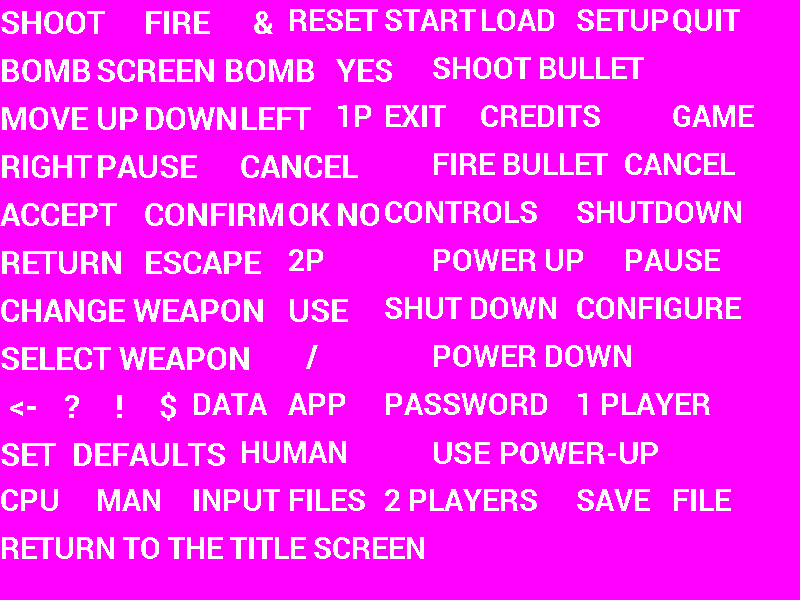 SHOOT FIRE & RESET START LOAD SETUP QUIT
BOMB SCREEN BOMB YES SHOOT BULLET
MOVE UP DOWN LEFT 1P EXIT CREDITS GAME
RIGHT PAUSE CANCEL FIRE BULLET CANCEL
ACCEPT CONFIRM OK NO CONTROLS SHUTDOWN
RETURN ESCAPE 2P POWER UP PAUSE
CHANGE WEAPON USE SHUT DOWN CONFIGURE
SELECT WEAPON / POWER DOWN
<- ? ! $ DATA APP PASSWORD 1 PLAYER
SET DEFAULTS HUMAN USE POWER-UP
CPU MAN INPUT FILES 2 PLAYERS SAVE FILE
RETURN TO THE TITLE SCREEN